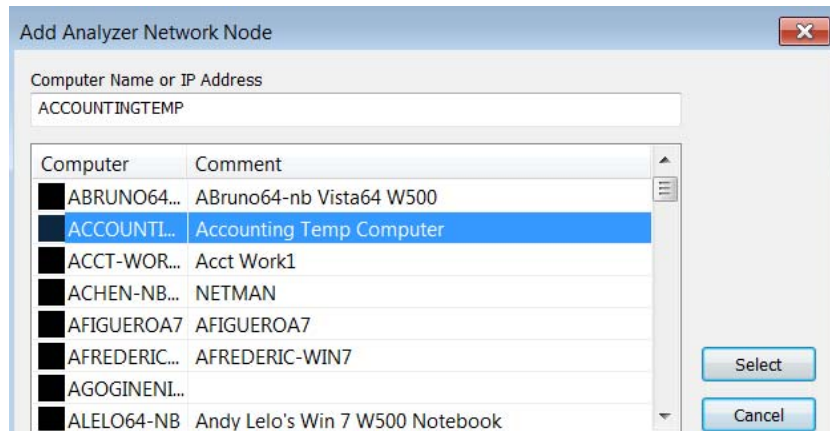 Add Analyzer Network Node
Computer Name or IP Address
ACCOUNTINGTEMP
Computer Comment
ABRUNO64... ABruno64-nb Vista64 W500
ACCOUNTI... Accounting Temp Computer
ACCT-WOR... Acct Work1
ACHEN-NB... NETMAN
AFIGUEROA7 AFIGUEROA7
AFREDERIC... AFREDERIC-WIN7
AGOGINENI...
ALELO64-NB Andy Lelo's Win 7 W500 Notebook
Select
Cancel